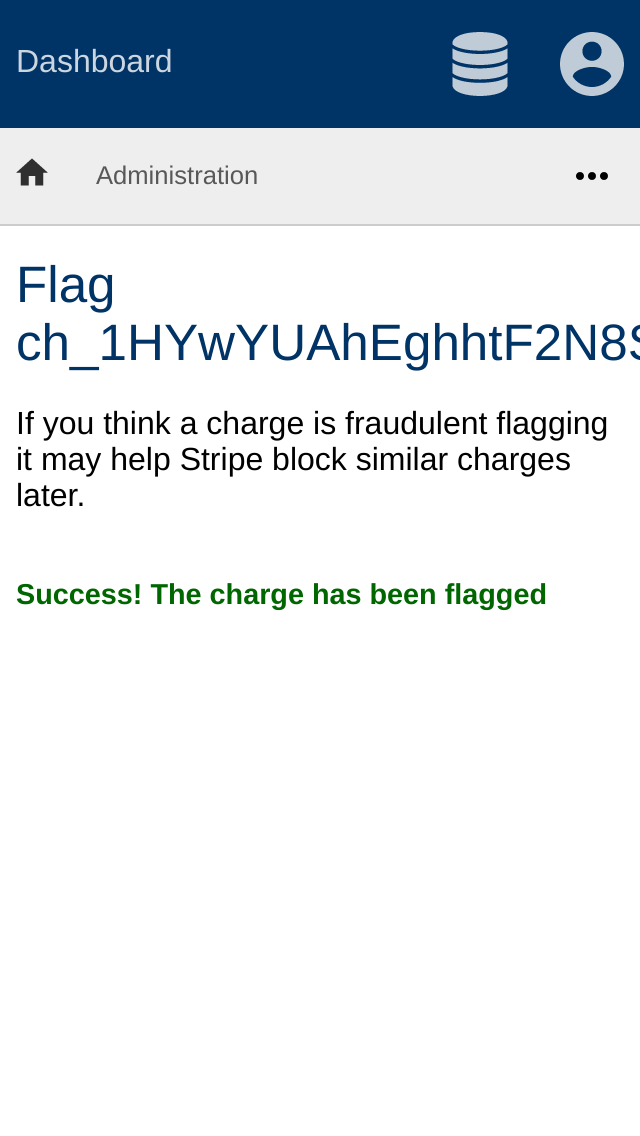 Dashboard
Administration
Flag
ch_1HYwYUAhEghhtF2N8S
If you think a charge is fraudulent flagging
it may help Stripe block similar charges
later.
Success! The charge has been flagged